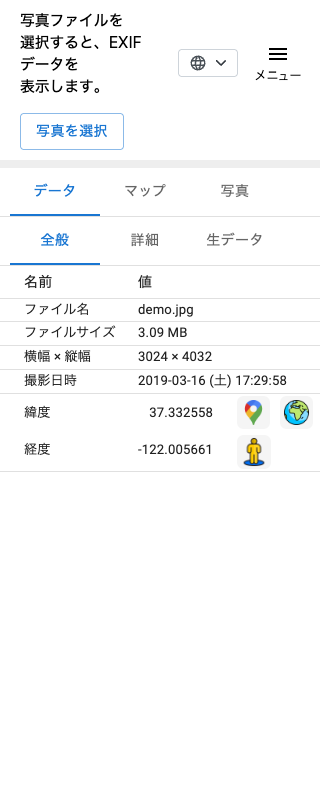 写真ファイルを
選択すると、EXIF
データを
表示します。
メニュー
写真を選択
データ マップ 写真
全般 詳細 生データ
名前 値
ファイル名 demo.jpg
ファイルサイズ 3.09 MB
横幅 × 縦幅 3024 × 4032
撮影日時 2019-03-16 (土) 17:29:58
緯度 37.332558
経度 -122.005661